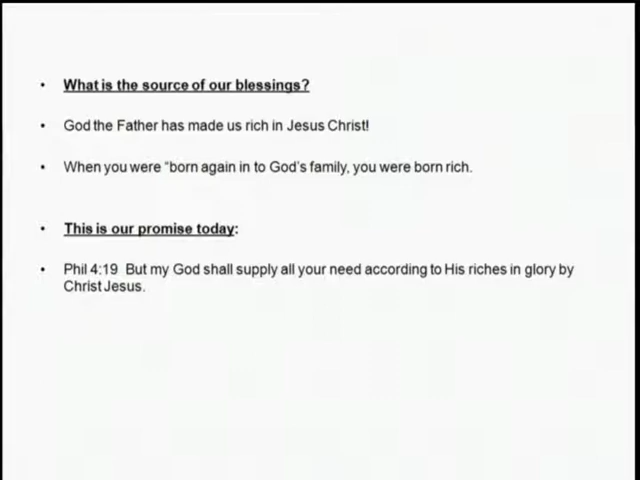 • What is the source of our blessings?
• God the Father has made us rich in Jesus Christ!
• When you were “born again in to God’s family, you were born rich.
• This is our promise today:
• Phil 4:19 But my God shall supply all your need according to His riches in glory by
Christ Jesus.